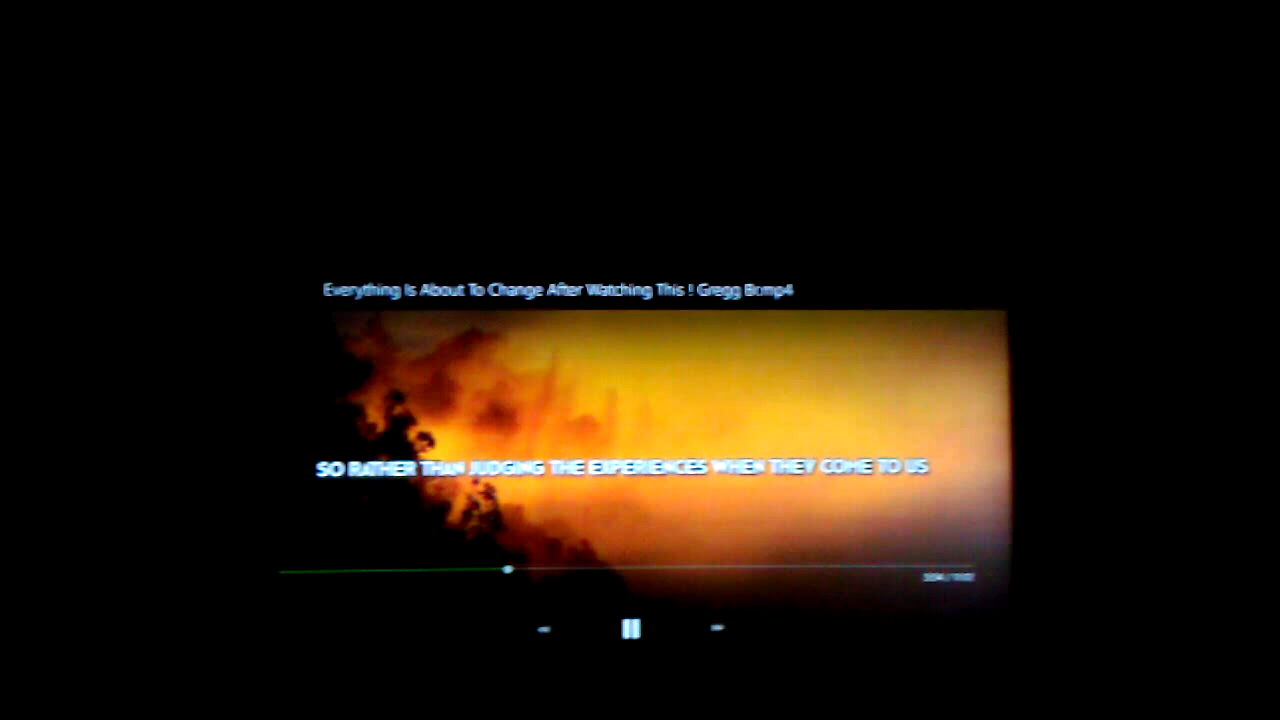 Everything Is About To Change After Watching This ! Gregg B.mp4
SO RATHER THAN JUDGING THE EXPERIENCES WHEN THEY COME TO US